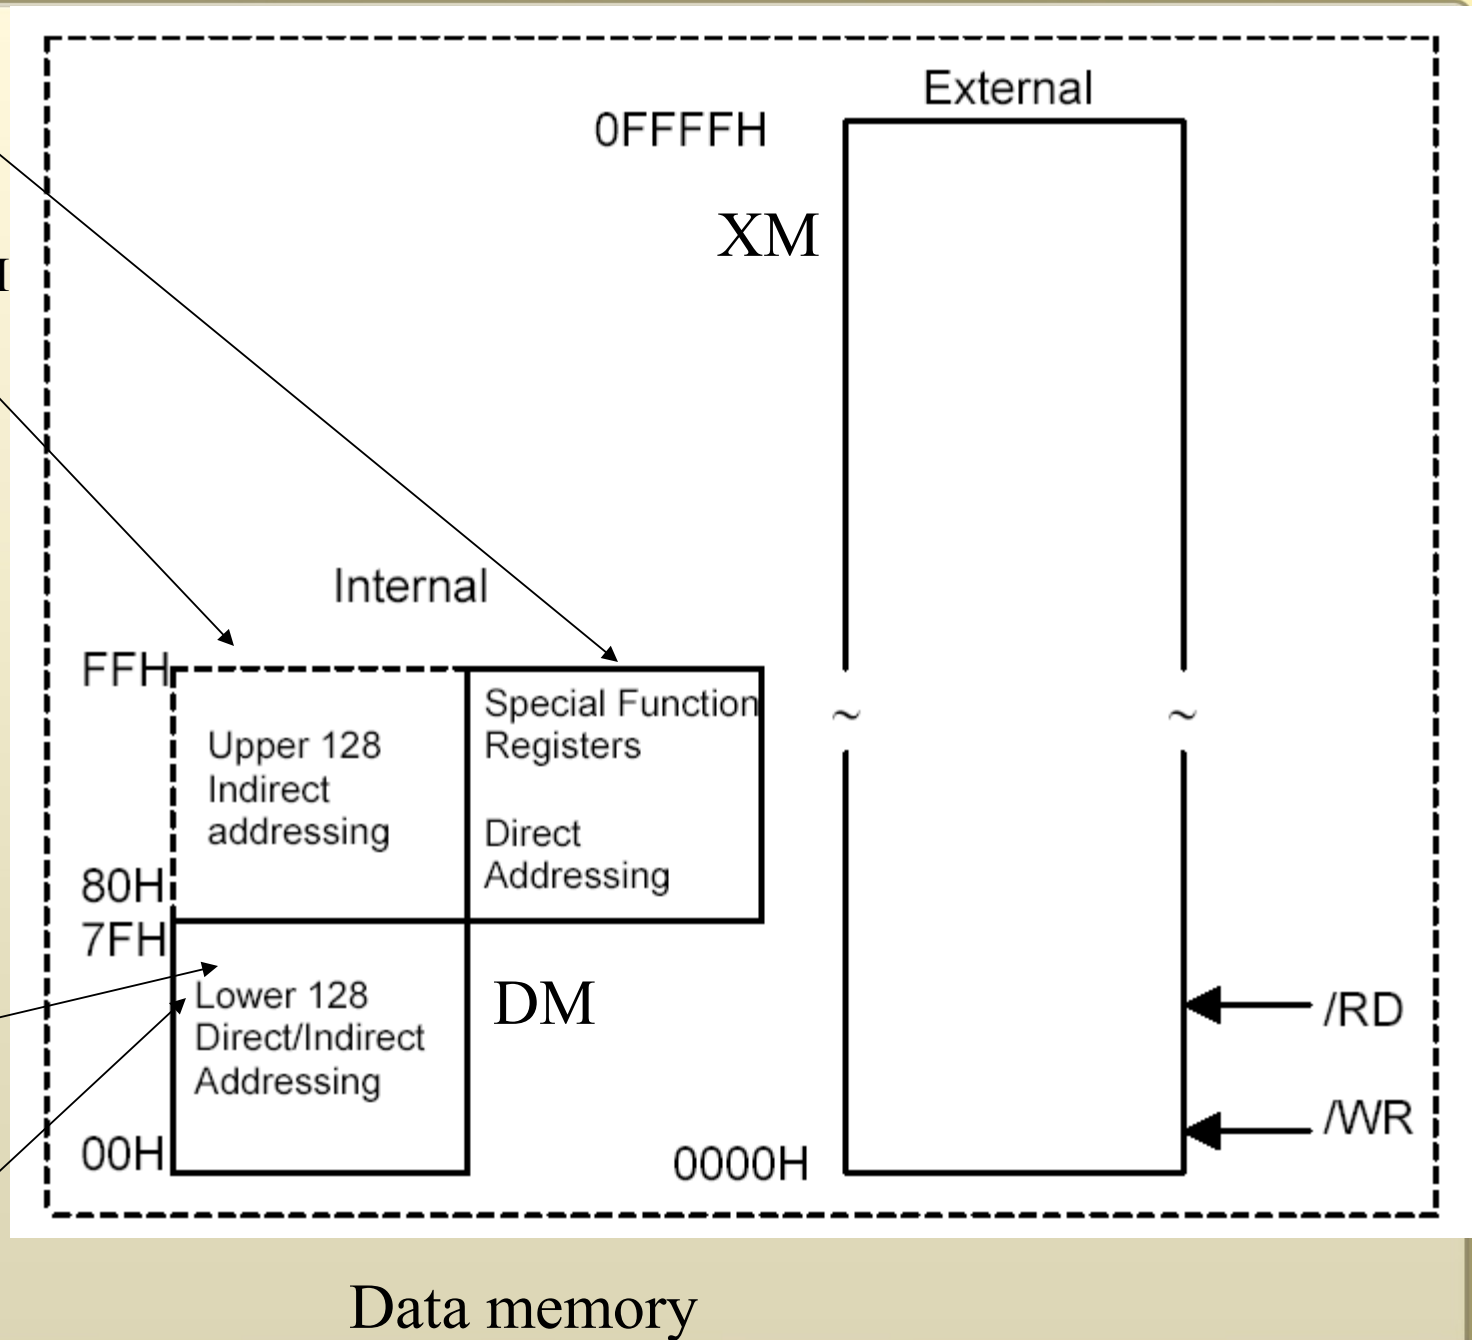 External
0FFFFH
XM
Internal
FFH
Upper 128
Indirect
addressing
Special Function
Registers
Direct
Addressing
80H
7FH
Lower 128
Direct/Indirect
Addressing
DM
00H
0000H
/RD
/WR
~ ~
Data memory